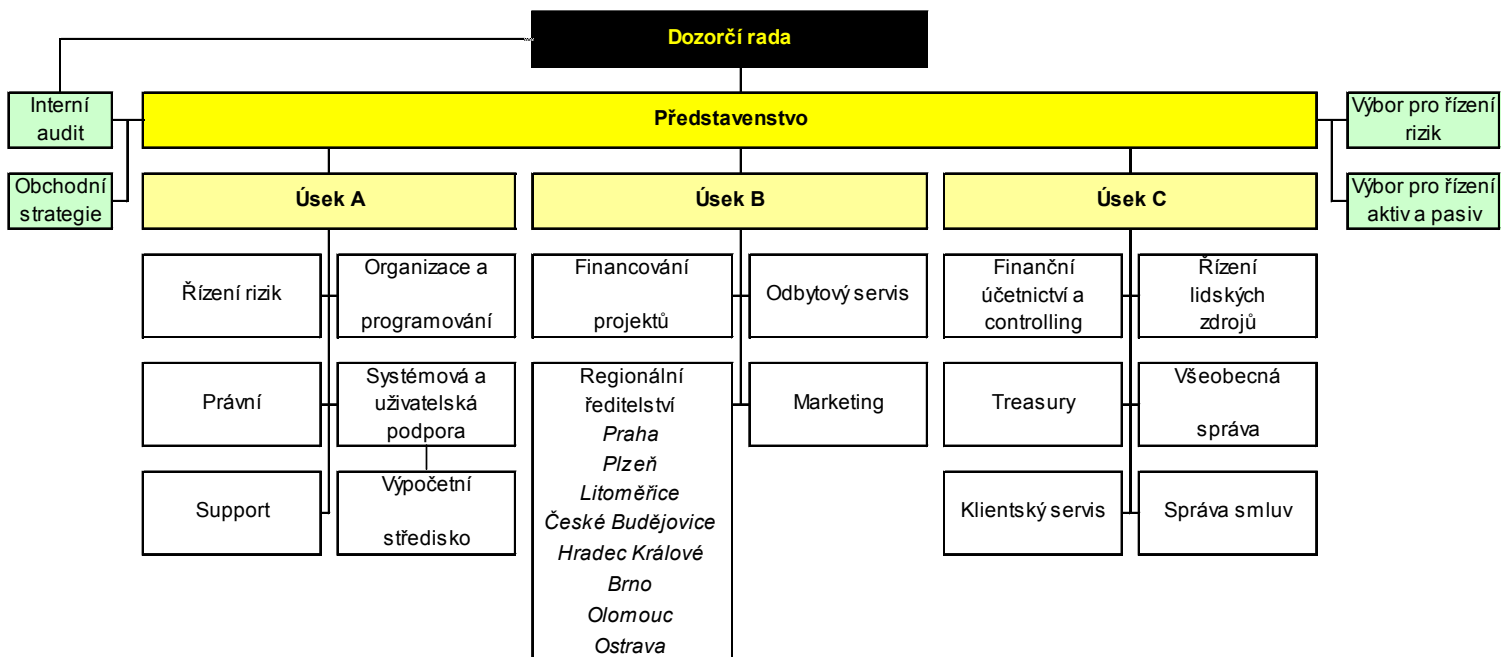 Dozorčí rada
Interní
audit
Představenstvo
Výbor pro řízení
rizik
Obchodní
strategie
Úsek A
Úsek B
Úsek C
Výbor pro řízení
aktiv a pasiv
Řízení rizik
Organizace a
programování
Financování
projektů
Odbytový servis
Finanční
účetnictví a
controlling
Řízení
lidských
zdrojů
Právní
Systémová a
uživatelská
podpora
Regionální
ředitelství
Praha
Plzeň
Litoměřice
České Budějovice
Hradec Králové
Brno
Olomouc
Ostrava
Marketing
Treasury
Všeobecná
správa
Support
Výpočetní
středisko
Klientský servis
Správa smluv